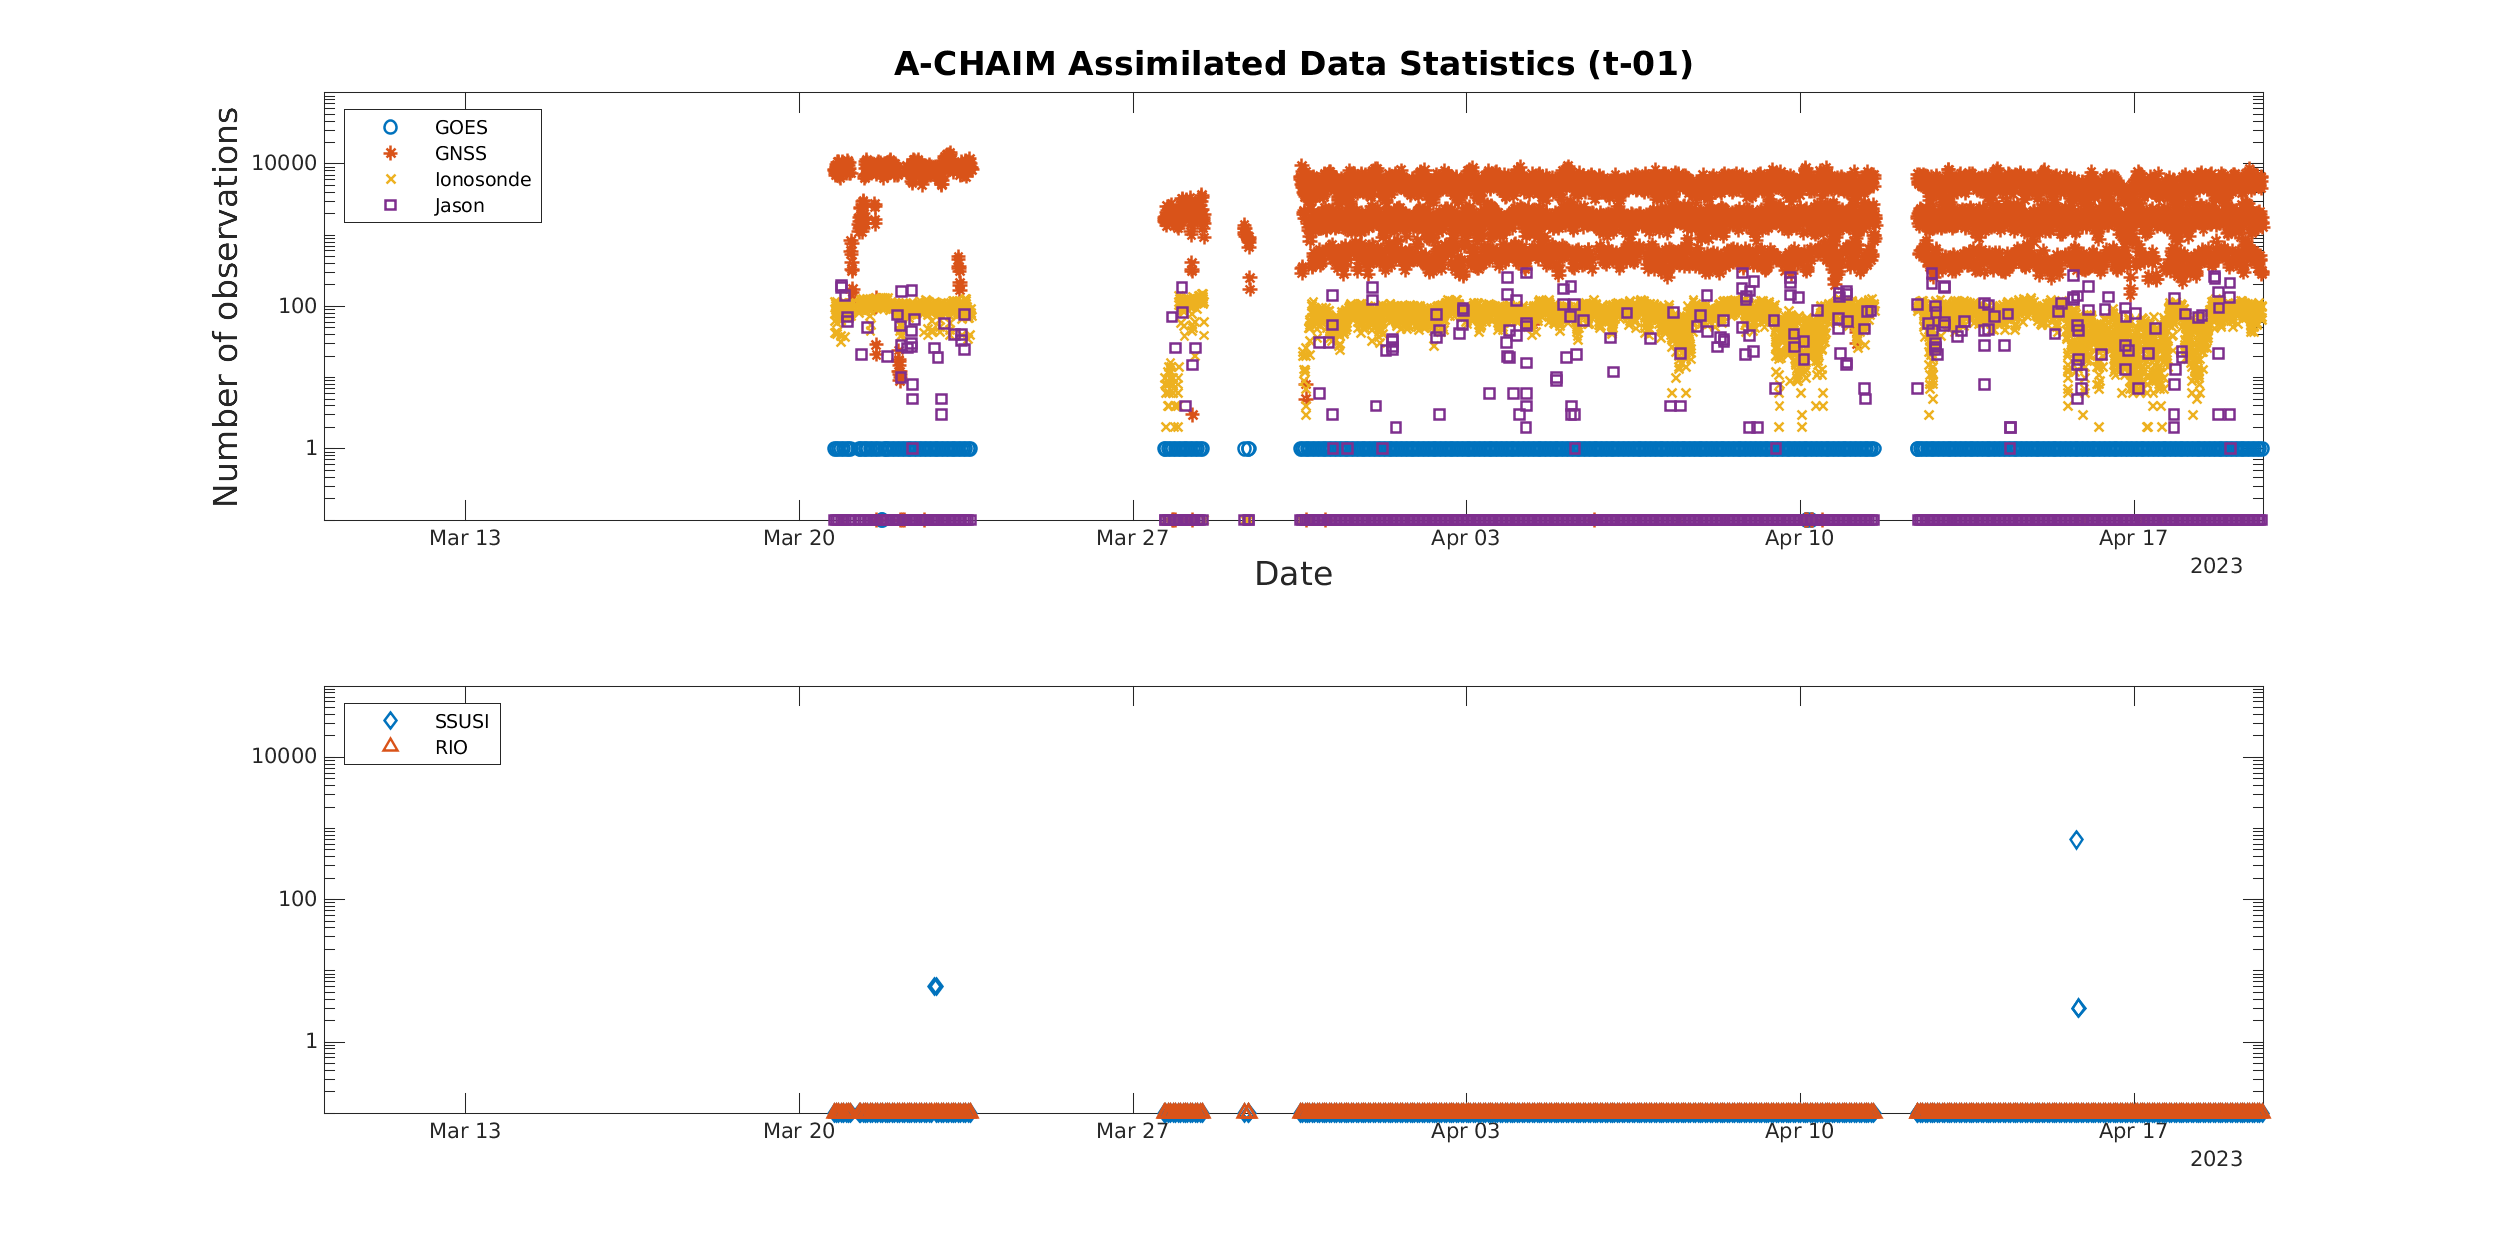 A-CHAIM Assimilated Data Statistics (t-01)
Number of observations
GOES
GNSS
Ionosonde
Jason
10000
100
1
Mar 13 Mar 20 Mar 27 Apr 03 Apr 10 Apr 17
2023
Date
SSUSI
RIO
10000
100
1
Mar 13 Mar 20 Mar 27 Apr 03 Apr 10 Apr 17
2023